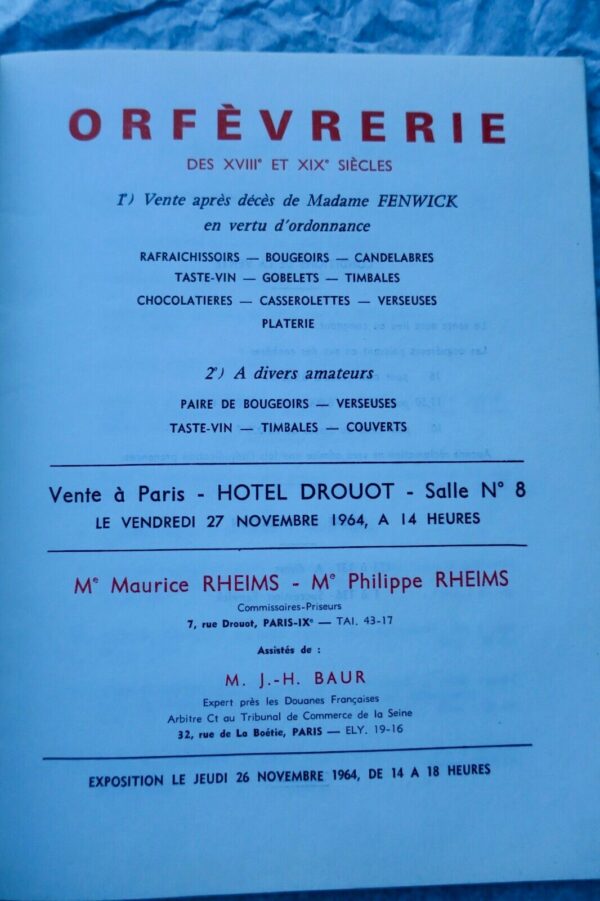 ORFÈVRERIE
DES XVIIIe ET XIXe SIÈCLES
1°) Vente après décès de Madame FENWICK
en vertu d'ordonnance
RAFRAICHISSOIRS — BOUGEOIRS — CANDELABRES
TASTE-VIN — GOBELETS — TIMBALES
CHOCOLATIERES — CASSEROLETTES — VERSEUSES
PLATERIE
2°) A divers amateurs
PAIRE DE BOUGEOIRS — VERSEUSES
TASTE-VIN — TIMBALES — COUVERTS
Vente à Paris - HOTEL DROUOT - Salle N° 8
LE VENDREDI 27 NOVEMBRE 1964, A 14 HEURES
Me Maurice RHEIMS - Me Philippe RHEIMS
Commissaires-Priseurs
7, rue Drouot, PARIS-IXe — TAI. 43-17
Assistés de :
M. J.-H. BAUR
Expert près les Douanes Françaises
Arbitre Ct au Tribunal de Commerce de la Seine
32, rue de La Boétie, PARIS — ELY. 19-16
EXPOSITION LE JEUDI 26 NOVEMBRE 1964, DE 14 A 18 HEURES